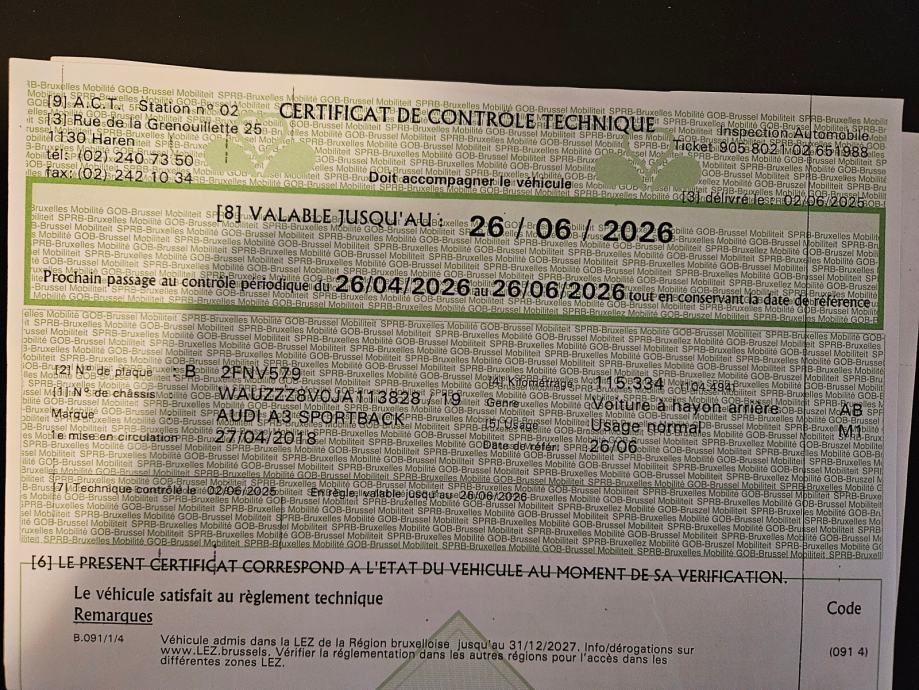 [9] A.C.T. Station n° 02
[3] Rue de la Grenouillette 25
1130 Haren
tél: (02) 240 73 50
fax: (02) 242 10 34
CERTIFICAT DE CONTROLE TECHNIQUE
Doit accompagner le véhicule
Inspection Automobile
Ticket 905 8021 02 651988
[3] délivré le : 02/06/2025
[8] VALABLE JUSQU'AU : 26 / 06 / 2026
Prochain passage au contrôle périodique du 26/04/2026 au 26/06/2026 tout en conservant la date de référence
[2] N° de plaque : B 2FNV579
[1] N° de châssis : WAUZZZ8V0JA113828 / 19
Marque : AUDI A3 SPORTBACK
1e mise en circulation : 27/04/2018
[4] Kilométrage : 115.334 (104.494)
Genre : Voiture à hayon arrière AB
[5] Usage : Usage normal M1
Date de référ. : 26/06
[7] Technique contrôlé le : 02/06/2025 En règle, valable jusqu'au 26/06/2026
[6] LE PRESENT CERTIFICAT CORRESPOND A L'ETAT DU VEHICULE AU MOMENT DE SA VERIFICATION.
Le véhicule satisfait au règlement technique
Code
Remarques
B.091/1/4 Véhicule admis dans la LEZ de la Région bruxelloise jusqu'au 31/12/2027. Info/dérogations sur
www.LEZ.brussels. Vérifier la réglementation dans les autres régions pour l'accès dans les (091 4)
différentes zones LEZ.